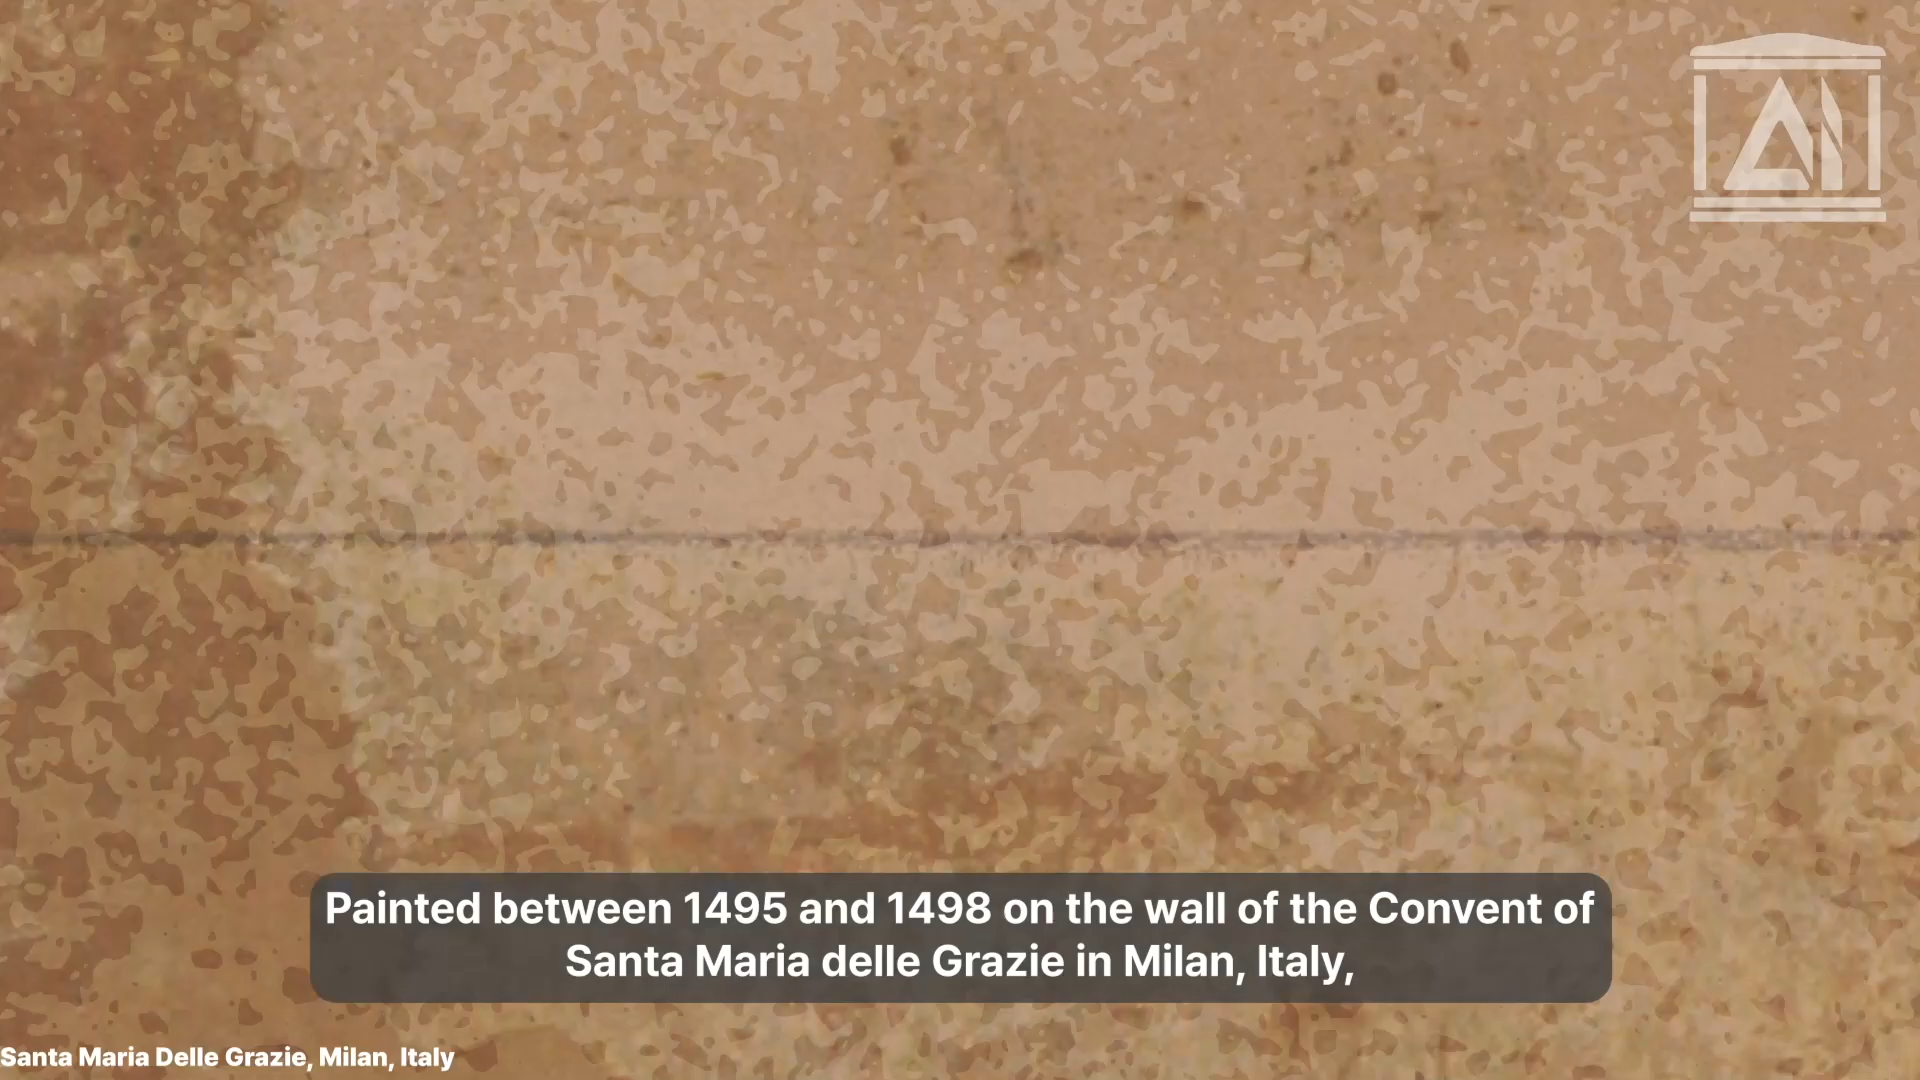 Painted between 1495 and 1498 on the wall of the Convent of
Santa Maria delle Grazie in Milan, Italy,
Santa Maria Delle Grazie, Milan, Italy